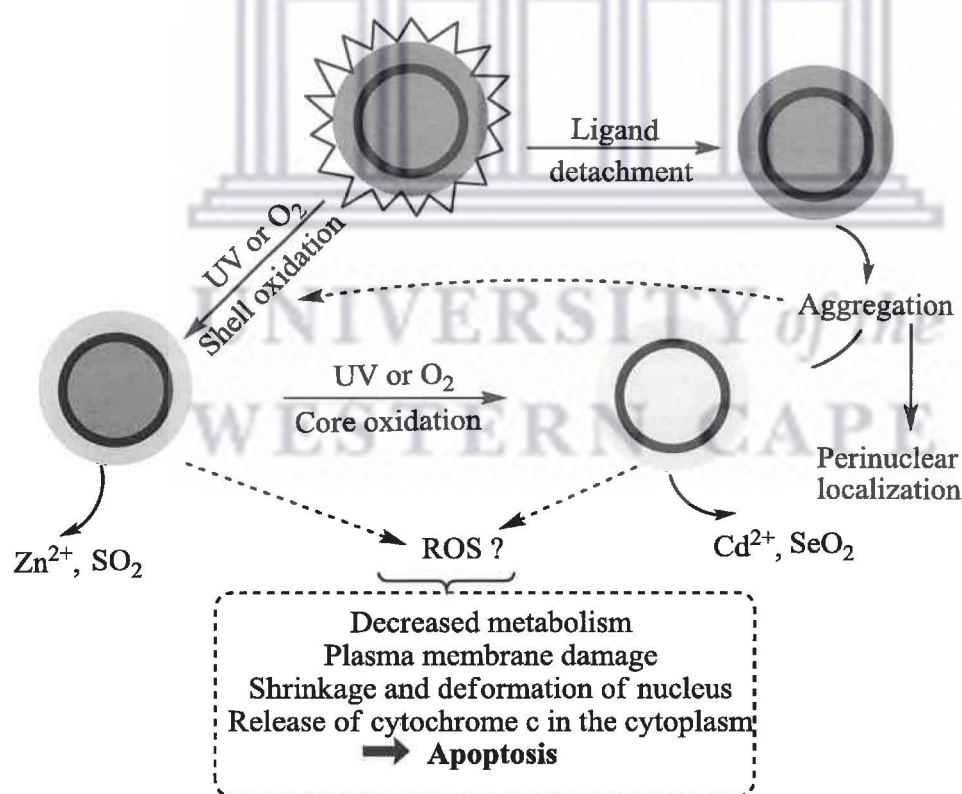 Ligand
detachment
UV or O₂
Shell oxidation
Aggregation
UV or O₂
Core oxidation
Perinuclear
localization
Zn²⁺, SO₂
ROS ?
Cd²⁺, SeO₂
Decreased metabolism
Plasma membrane damage
Shrinkage and deformation of nucleus
Release of cytochrome c in the cytoplasm
Apoptosis
UNIVERSITY of the
WESTERN CAPE